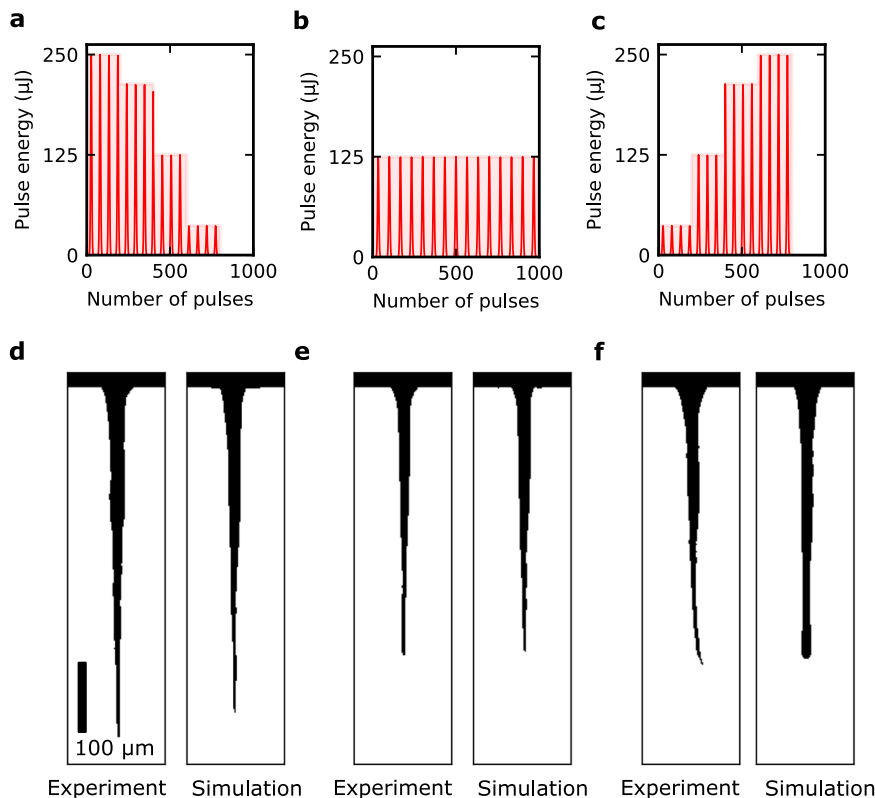 a
b
c
250
125
0
Pulse energy (μJ)
0
500
1000
Number of pulses
250
125
0
Pulse energy (μJ)
0
500
1000
Number of pulses
250
125
0
Pulse energy (μJ)
0
500
1000
Number of pulses
d
e
f
100 μm
Experiment
Simulation
Experiment
Simulation
Experiment
Simulation